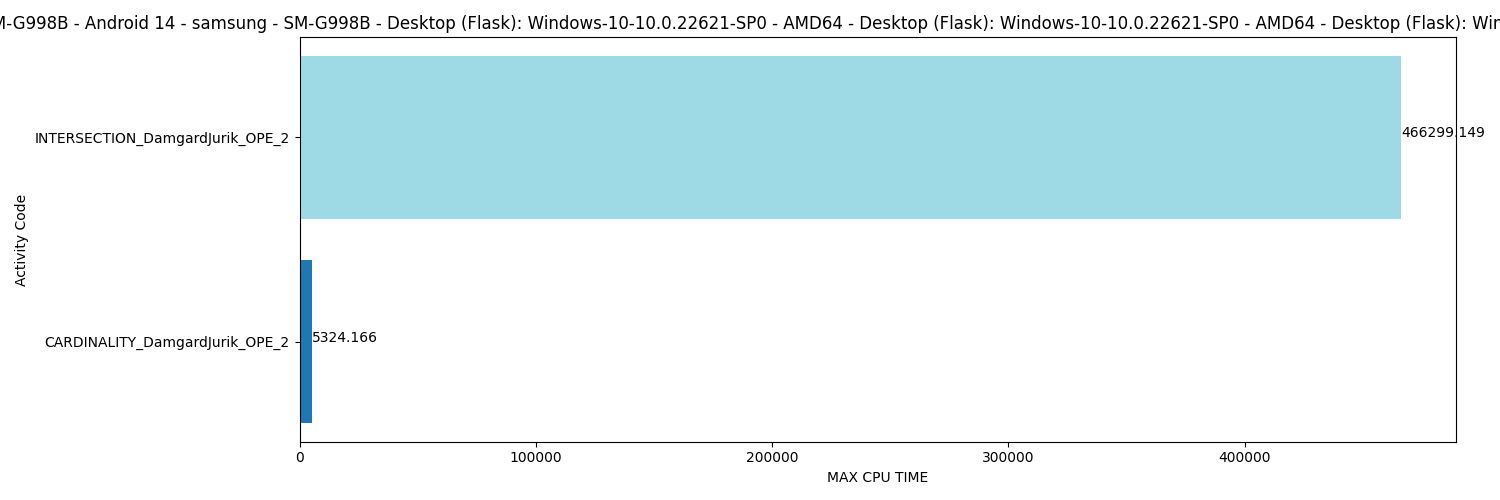 M-G998B - Android 14 - samsung - SM-G998B - Desktop (Flask): Windows-10-10.0.22621-SP0 - AMD64 - Desktop (Flask): Windows-10-10.0.22621-SP0 - AMD64 - Desktop (Flask): Win
INTERSECTION_DamgardJurik_OPE_2
466299.149
Activity Code
CARDINALITY_DamgardJurik_OPE_2
5324.166
0 100000 200000 300000 400000
MAX CPU TIME